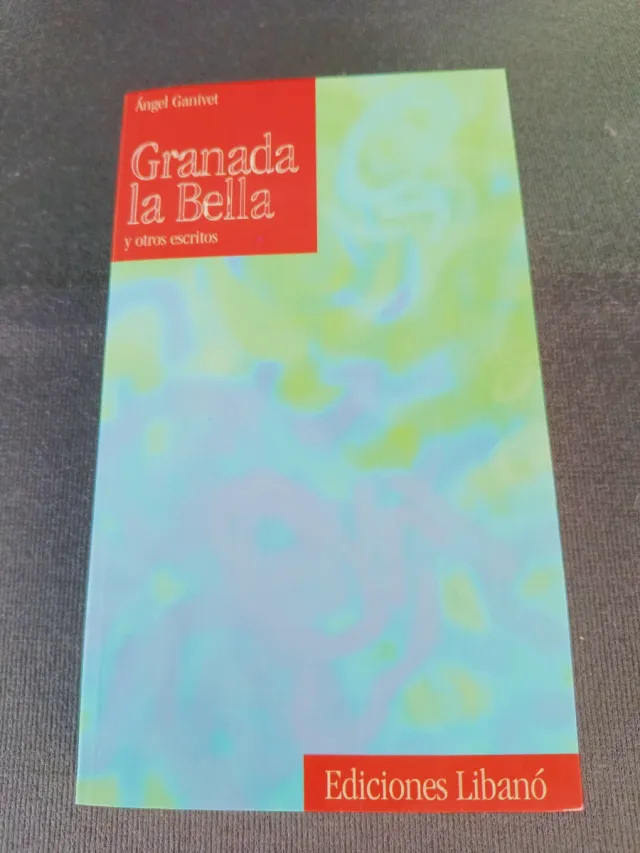 Ángel Ganivet
Granada
la Bella
y otros escritos
Ediciones Libanó